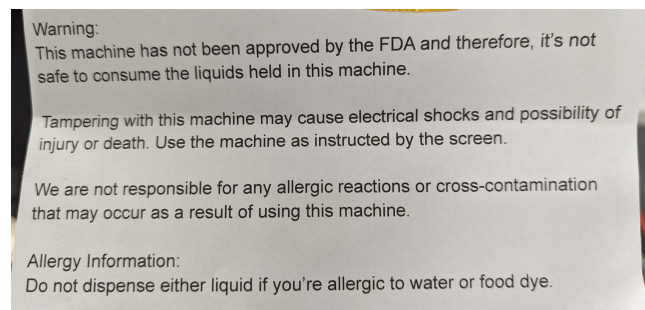 Warning:
This machine has not been approved by the FDA and therefore, it's not
safe to consume the liquids held in this machine.
Tampering with this machine may cause electrical shocks and possibility of
injury or death. Use the machine as instructed by the screen.
We are not responsible for any allergic reactions or cross-contamination
that may occur as a result of using this machine.
Allergy Information:
Do not dispense either liquid if you're allergic to water or food dye.